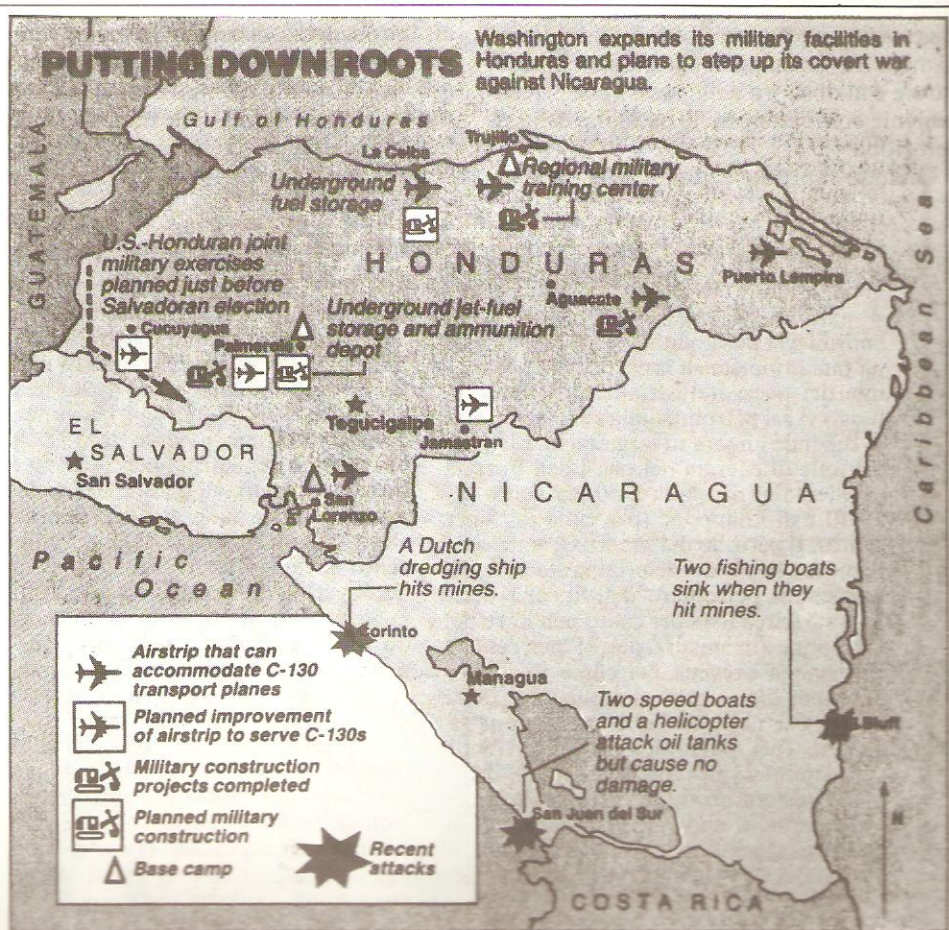 PUTTING DOWN ROOTS
Washington expands its military facilities in
Honduras and plans to step up its covert war
against Nicaragua.
GUATEMALA
Gulf of Honduras
La Ceiba
Trujillo
Underground
fuel storage
Regional military
training center
Caribbean Sea
U.S.-Honduran joint
military exercises
planned just before
Salvadoran election
HONDURAS
Puerto Lempira
Aguacate
Cucuyagua
Palmerola
Underground jet-fuel
storage and ammunition
depot
Tegucigalpa
Jamastran
EL
SALVADOR
San Salvador
San
Lorenzo
NICARAGUA
Pacific
Ocean
A Dutch
dredging ship
hits mines.
Two fishing boats
sink when they
hit mines.
Corinto
Managua
Two speed boats
and a helicopter
attack oil tanks
but cause no
damage.
Bluff
San Juan del Sur
N
COSTA RICA
Airstrip that can
accommodate C-130
transport planes
Planned improvement
of airstrip to serve C-130s
Military construction
projects completed
Planned military
construction
Base camp
Recent
attacks